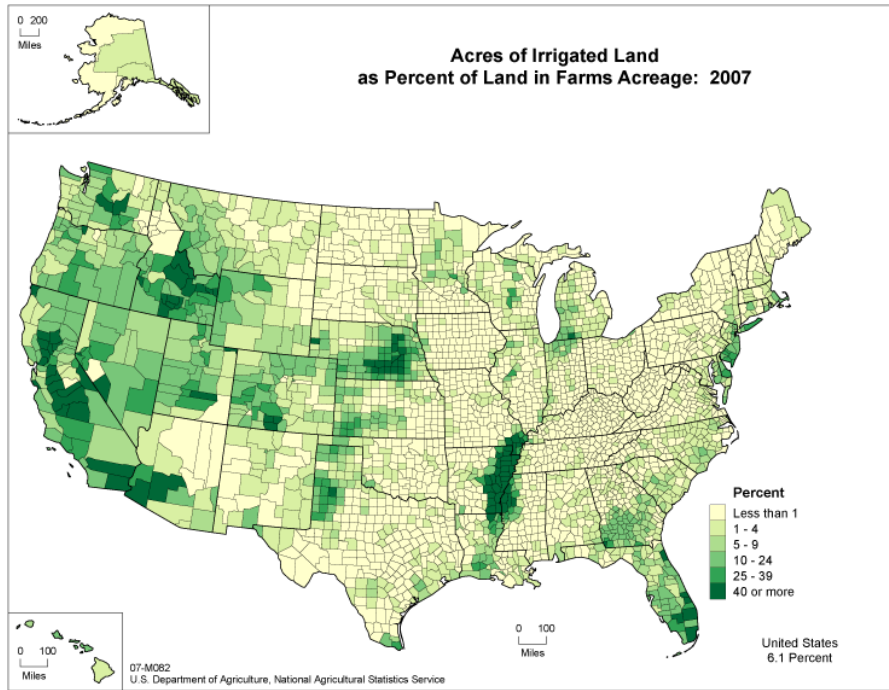 0 200
Miles
Acres of Irrigated Land
as Percent of Land in Farms Acreage: 2007
Percent
Less than 1
1 - 4
5 - 9
10 - 24
25 - 39
40 or more
0 100
Miles
0 100
Miles
United States
6.1 Percent
07-M082
U.S. Department of Agriculture, National Agricultural Statistics Service